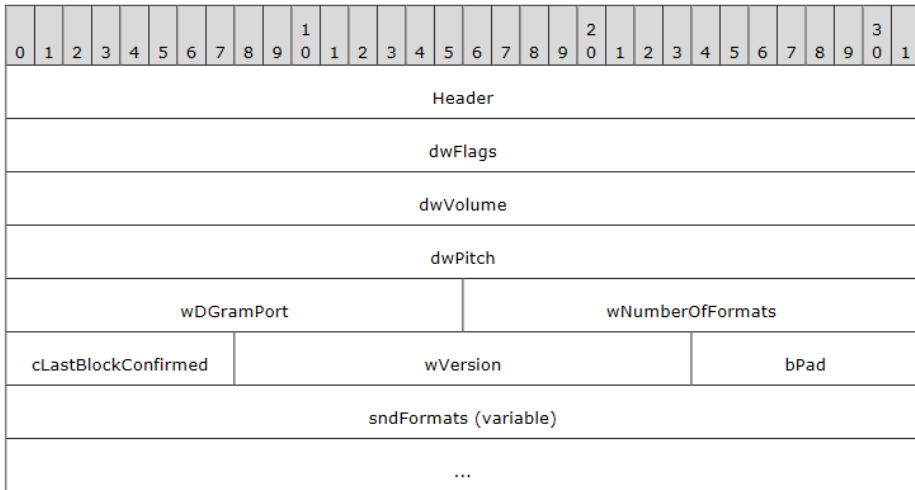 1 2 3
0 1 2 3 4 5 6 7 8 9 0 1 2 3 4 5 6 7 8 9 0 1 2 3 4 5 6 7 8 9 0 1
Header
dwFlags
dwVolume
dwPitch
wDGramPort wNumberOfFormats
cLastBlockConfirmed wVersion bPad
sndFormats (variable)
...